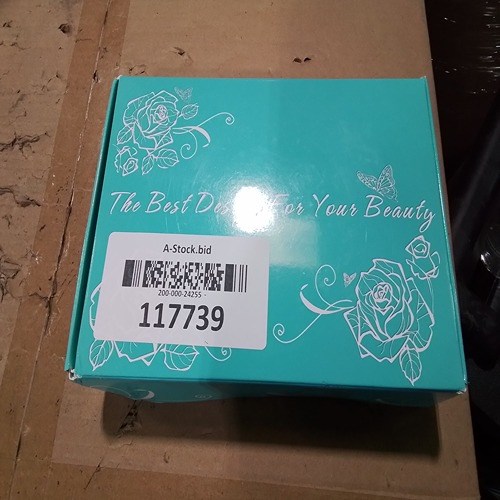 The Best Des For Your Beauty
A-Stock.bid
200-000-24255 -
117739